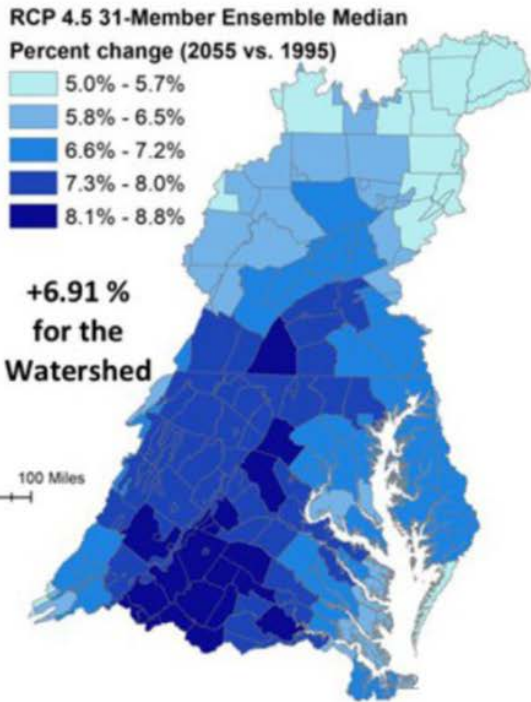 RCP 4.5 31-Member Ensemble Median
Percent change (2055 vs. 1995)
5.0% - 5.7%
5.8% - 6.5%
6.6% - 7.2%
7.3% - 8.0%
8.1% - 8.8%
+6.91 %
for the
Watershed
100 Miles